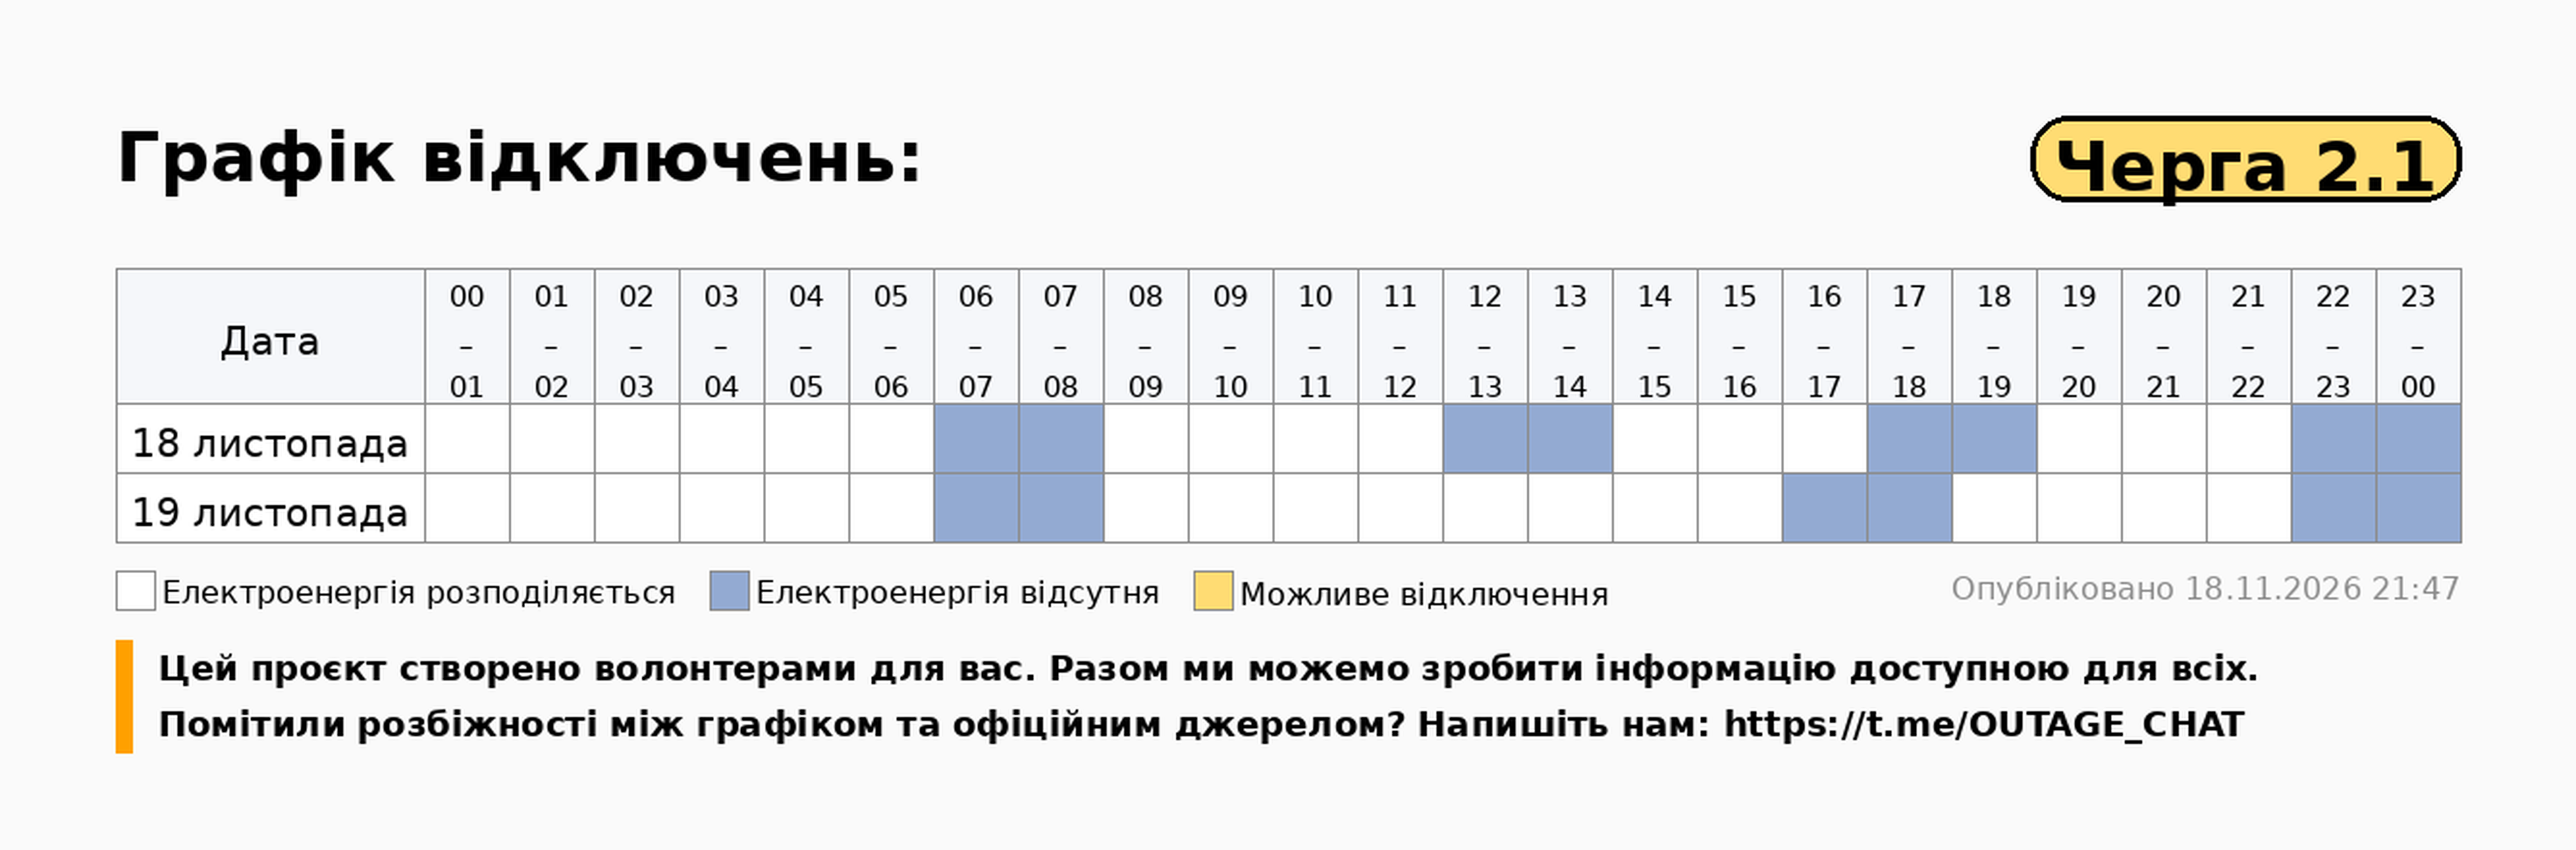 Графік відключень:
Черга 2.1
Дата
00 – 01
01 – 02
02 – 03
03 – 04
04 – 05
05 – 06
06 – 07
07 – 08
08 – 09
09 – 10
10 – 11
11 – 12
12 – 13
13 – 14
14 – 15
15 – 16
16 – 17
17 – 18
18 – 19
19 – 20
20 – 21
21 – 22
22 – 23
23 – 00
18 листопада
19 листопада
Електроенергія розподіляється
Електроенергія відсутня
Можливе відключення
Опубліковано 18.11.2026 21:47
Цей проєкт створено волонтерами для вас. Разом ми можемо зробити інформацію доступною для всіх.
Помітили розбіжності між графіком та офіційним джерелом? Напишіть нам: https://t.me/OUTAGE_CHAT